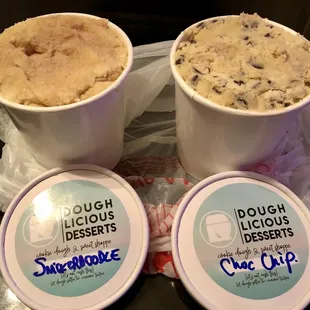 DOUGH
LICIOUS
DESSERTS
cookie dough & sweet shoppe
SNICKERDOODLE
DOUGH
LICIOUS
DESSERTS
cookie dough & sweet shoppe
CHOC CHIP.